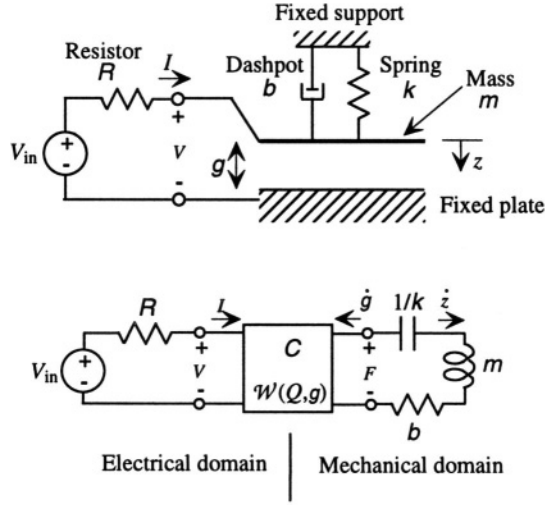 Fixed support
Resistor
R
I
Dashpot
b
Spring
k
Mass
m
V_in
+
-
+
V
-
g
z
Fixed plate
R
I
ġ
1/k
ż
V_in
+
-
+
V
-
C
W(Q,g)
+
F
-
m
b
Electrical domain
Mechanical domain